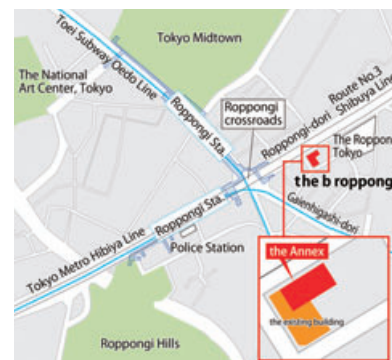 Toei Subway Oedo Line
Tokyo Midtown
The National
Art Center, Tokyo
Roppongi Sta.
Roppongi
crossroads
Roppongi-dori
Route No.3
Shibuya Line
The Roppon
Tokyo
the b roppong
Gaienhigashi-dori
Roppongi Sta.
Tokyo Metro Hibiya Line
Police Station
Roppongi Hills
the Annex
the existing building